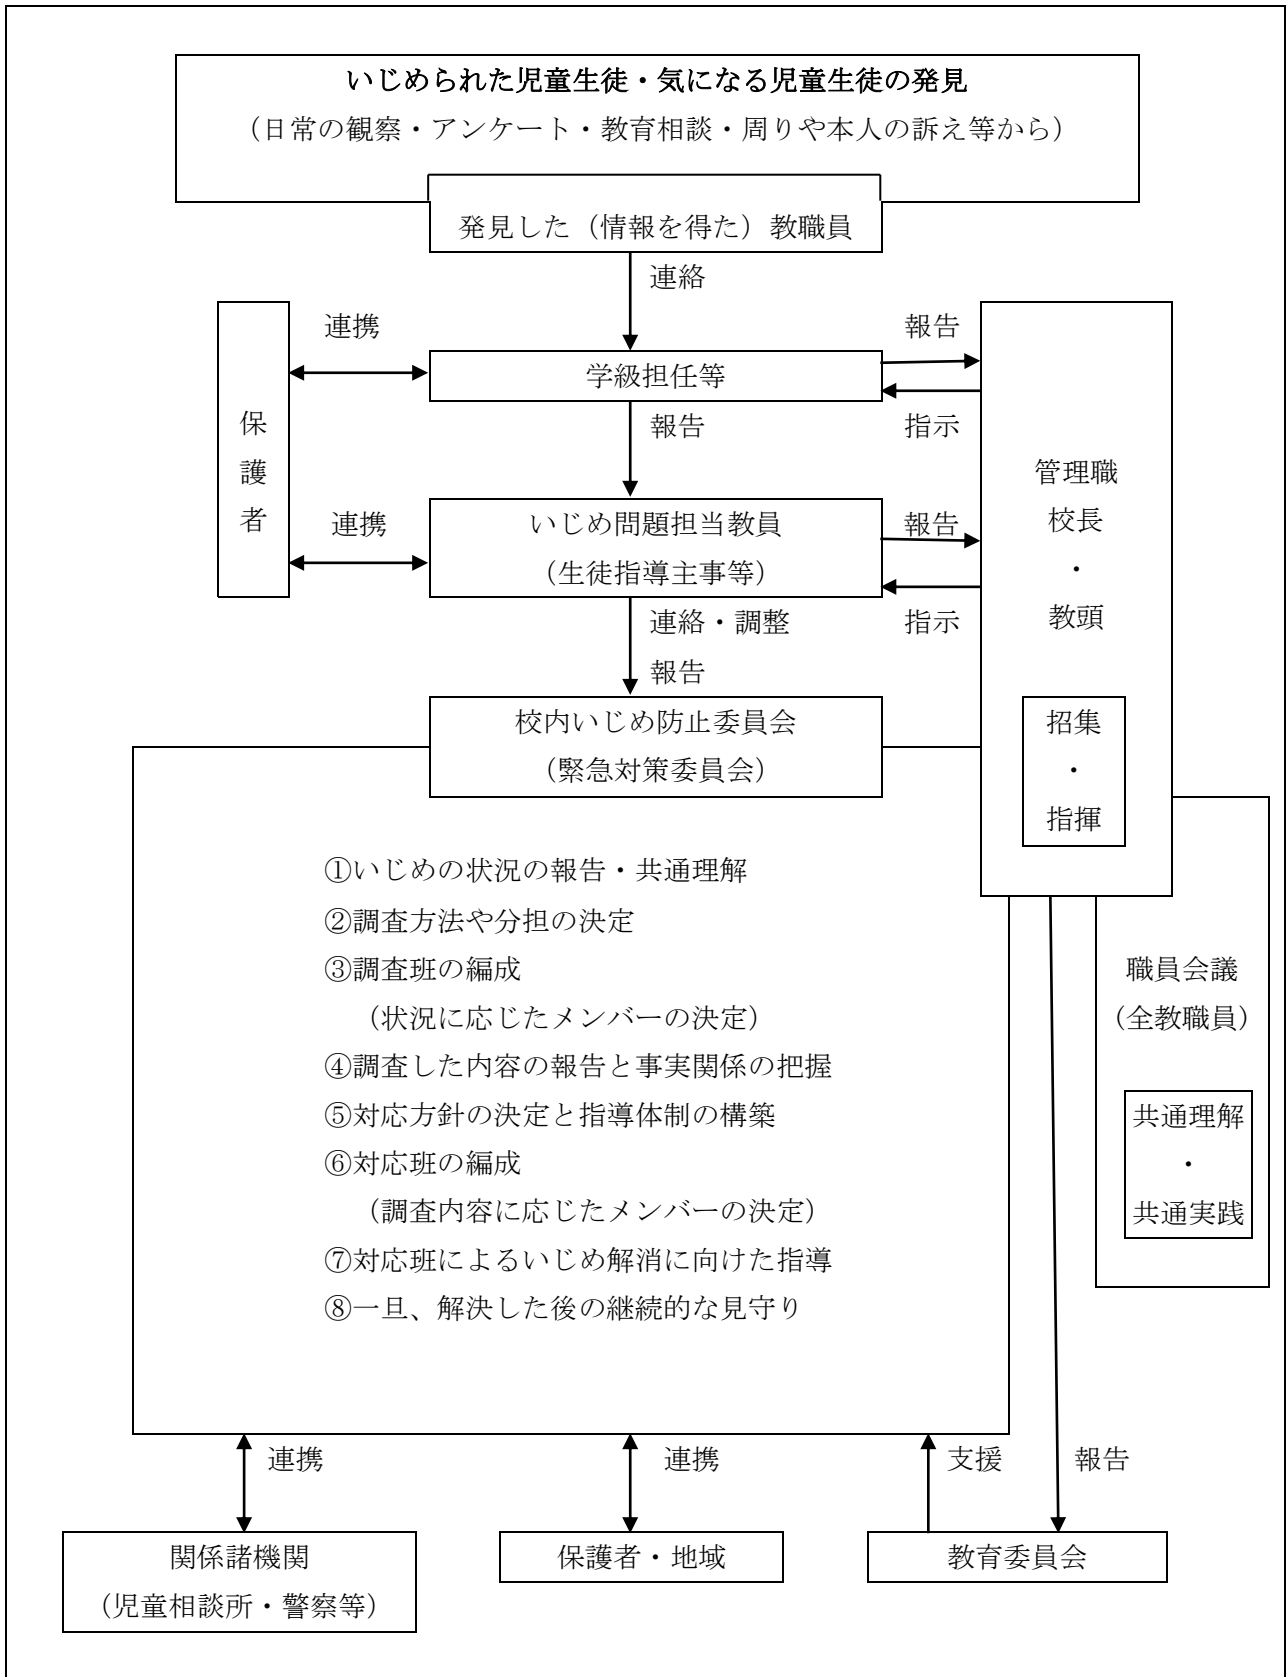 いじめられた児童生徒・気になる児童生徒の発見
（日常の観察・アンケート・教育相談・周りや本人の訴え等から）
発見した（情報を得た）教職員
連絡
連携
報告
学級担任等
指示
報告
保護者
管理職
校長
・
教頭
連携
いじめ問題担当教員
（生徒指導主事等）
報告
指示
連絡・調整
報告
校内いじめ防止委員会
（緊急対策委員会）
招集
・
指揮
①いじめの状況の報告・共通理解
②調査方法や分担の決定
③調査班の編成
（状況に応じたメンバーの決定）
④調査した内容の報告と事実関係の把握
⑤対応方針の決定と指導体制の構築
⑥対応班の編成
（調査内容に応じたメンバーの決定）
⑦対応班によるいじめ解消に向けた指導
⑧一旦、解決した後の継続的な見守り
職員会議
（全教職員）
共通理解
・
共通実践
連携
連携
支援
報告
関係諸機関
（児童相談所・警察等）
保護者・地域
教育委員会